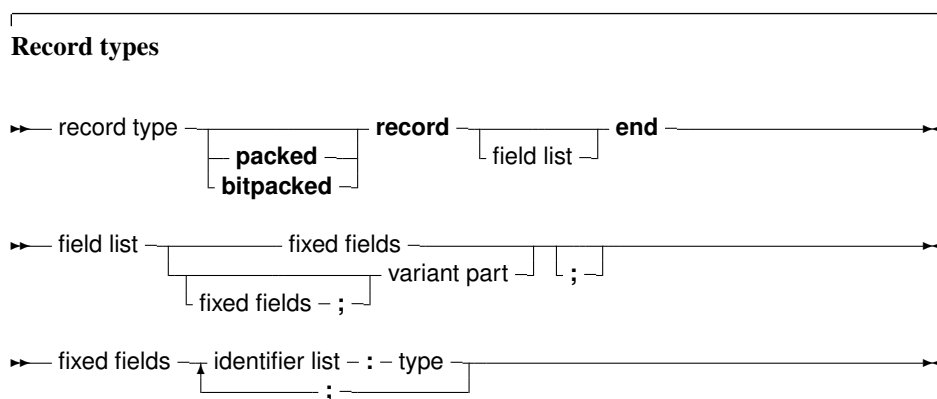 Record types
record type record end
packed field list
bitpacked
field list fixed fields
variant part ;
fixed fields ;
fixed fields identifier list : type
;